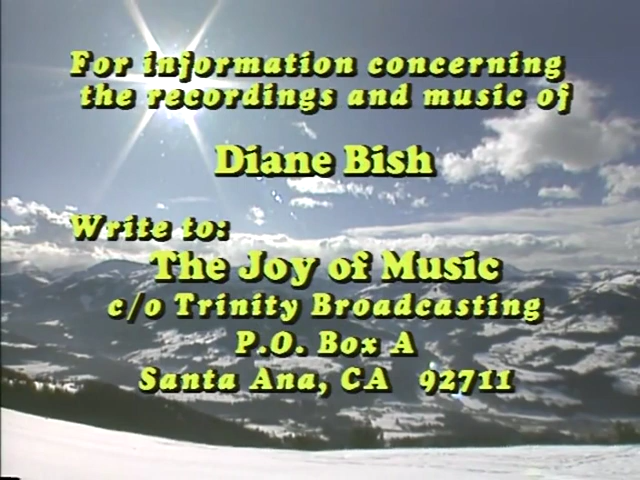 For information concerning
the recordings and music of
Diane Bish
Write to:
The Joy of Music
c/o Trinity Broadcasting
P.O. Box A
Santa Ana, CA 92711